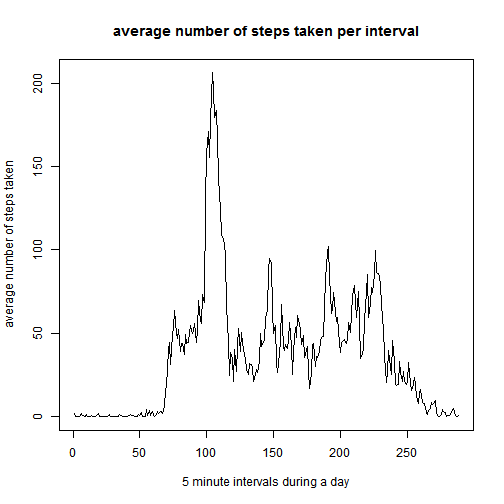 average number of steps taken per interval
average number of steps taken
200
150
100
50
0
0 50 100 150 200 250
5 minute intervals during a day